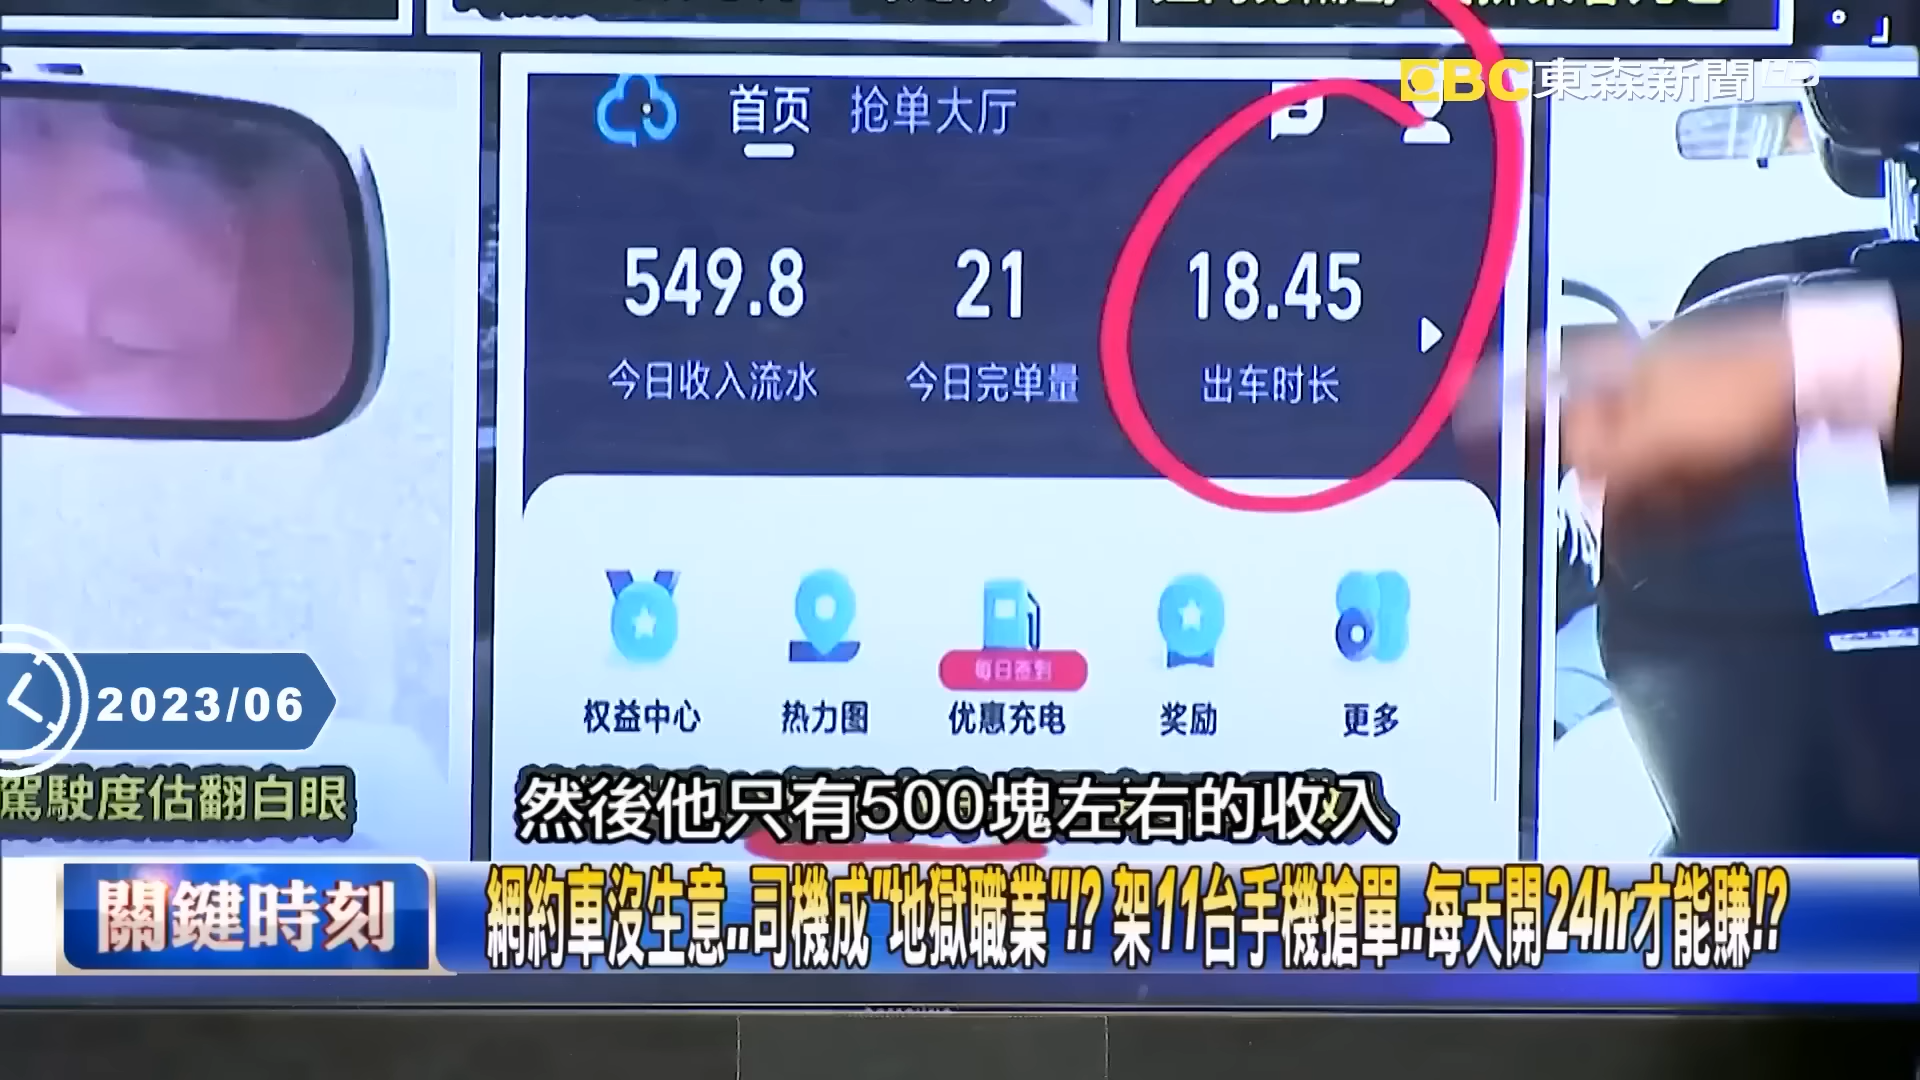 EBC東森新聞HD
首页 抢单大厅
549.8 21 18.45
今日收入流水 今日完单量 出车时长
每日签到
权益中心 热力图 优惠充电 奖励 更多
2023/06
駕駛度估翻白眼
然後他只有500塊左右的收入
關鍵時刻
網約車沒生意..司機成"地獄職業"!? 架11台手機搶單..每天開24hr才能賺!?